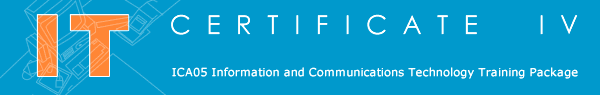 IT CERTIFICATE IV
ICA05 Information and Communications Technology Training Package